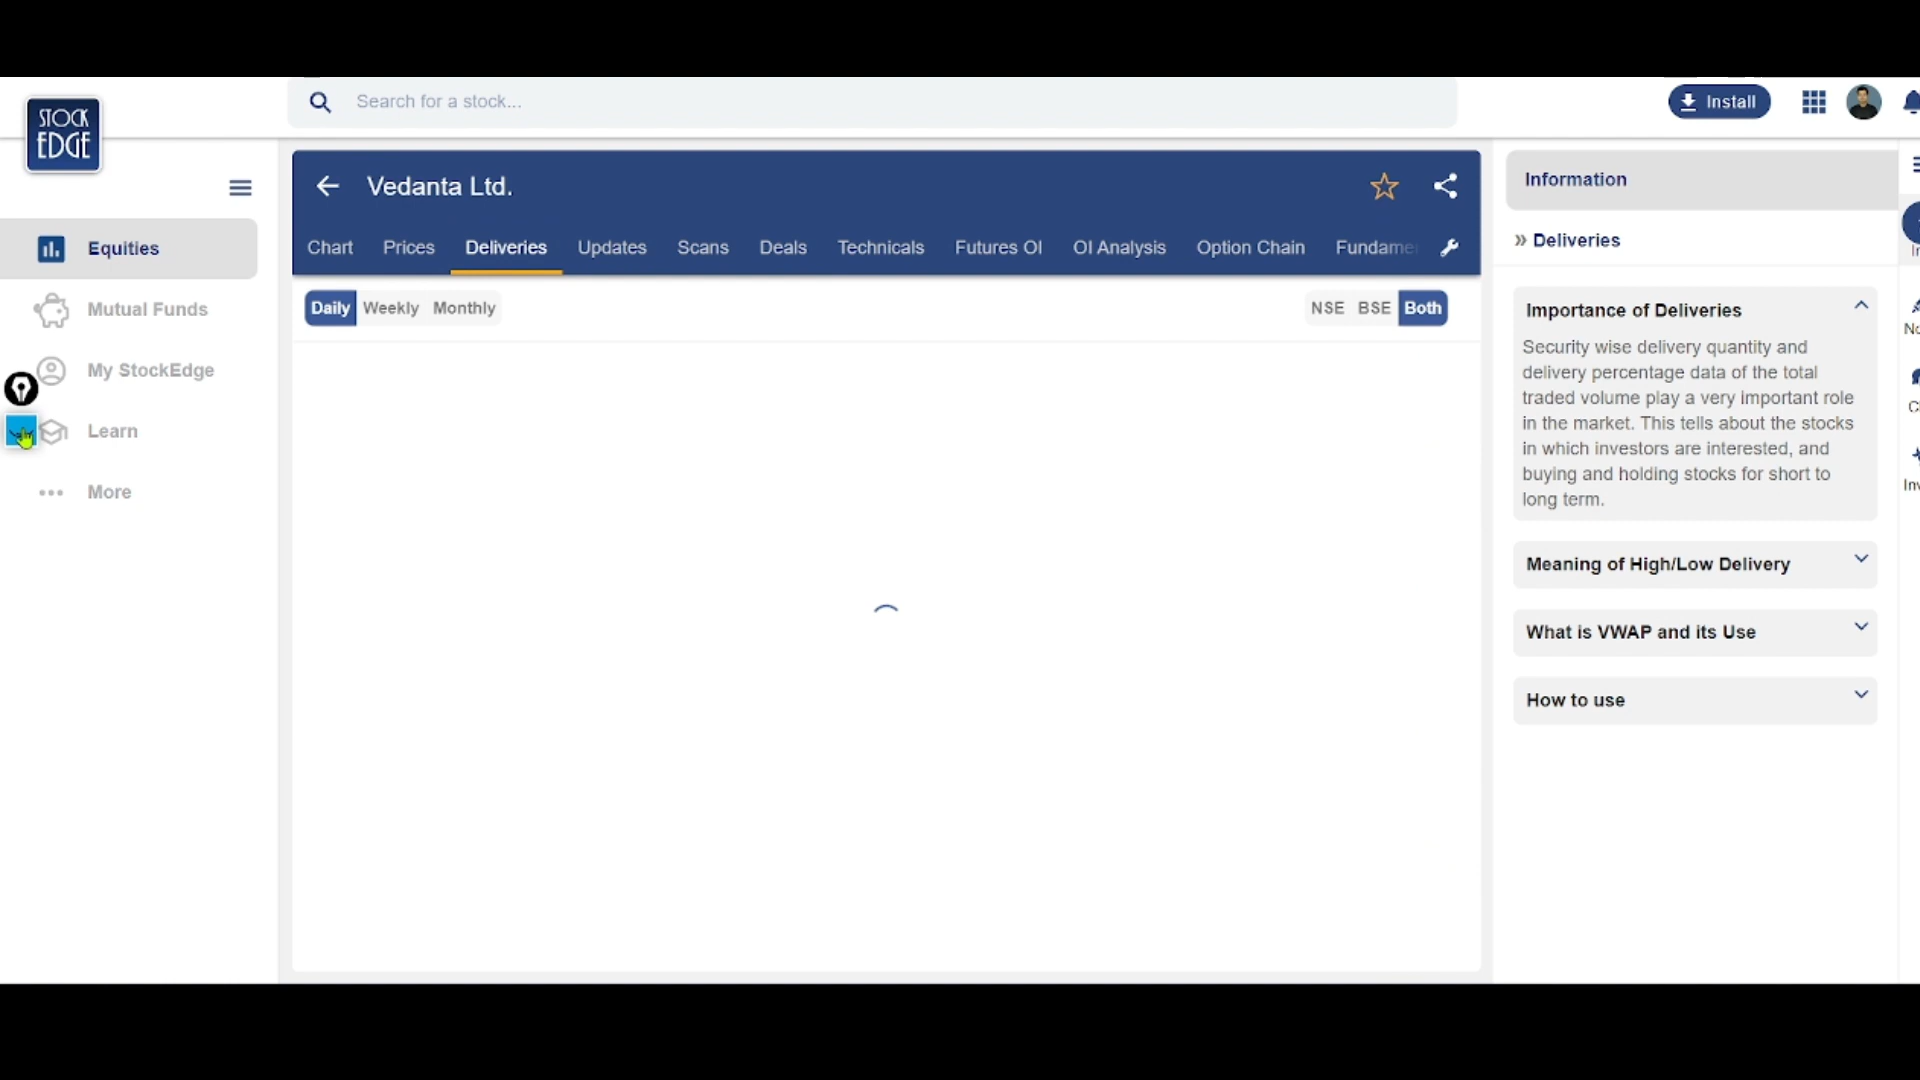 STOCK
EDGE
Search for a stock...
Install
Vedanta Ltd.
Information
Equities
Chart Prices Deliveries Updates Scans Deals Technicals Futures OI OI Analysis Option Chain Fundame
» Deliveries
Daily Weekly Monthly
NSE BSE Both
Mutual Funds
My StockEdge
Learn
More
Importance of Deliveries
Security wise delivery quantity and
delivery percentage data of the total
traded volume play a very important role
in the market. This tells about the stocks
in which investors are interested, and
buying and holding stocks for short to
long term.
Meaning of High/Low Delivery
What is VWAP and its Use
How to use